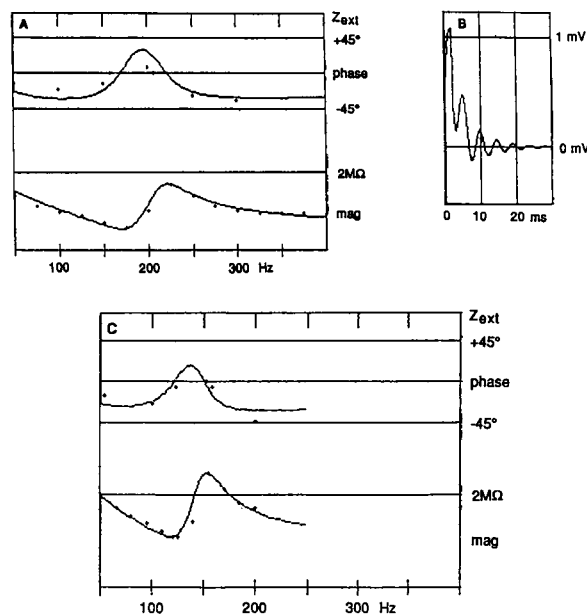 A
Zext
+45°
phase
-45°
2MΩ
mag
100 200 300 Hz
B
1 mV
0 mV
0 10 20 ms
C
Zext
+45°
phase
-45°
2MΩ
mag
100 200 300 Hz